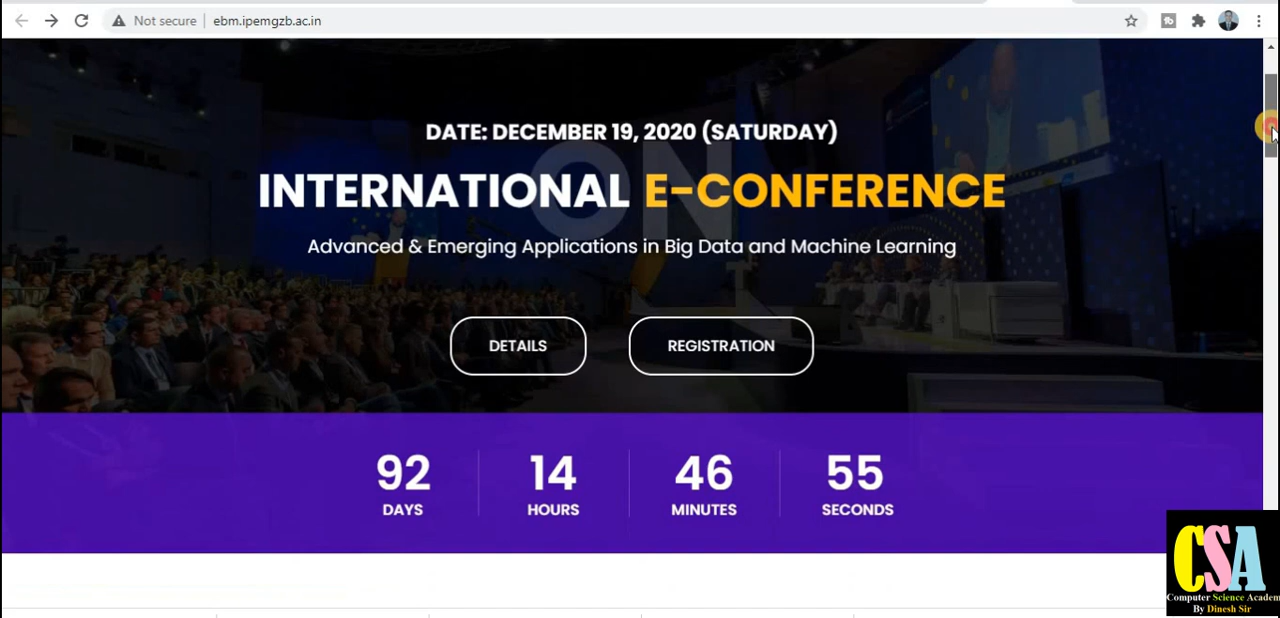 Not secure
ebm.ipemgzb.ac.in
DATE: DECEMBER 19, 2020 (SATURDAY)
INTERNATIONAL E-CONFERENCE
Advanced & Emerging Applications in Big Data and Machine Learning
DETAILS
REGISTRATION
92
14
46
55
DAYS
HOURS
MINUTES
SECONDS
CSA
Computer Science Academ
By Dinesh Sir